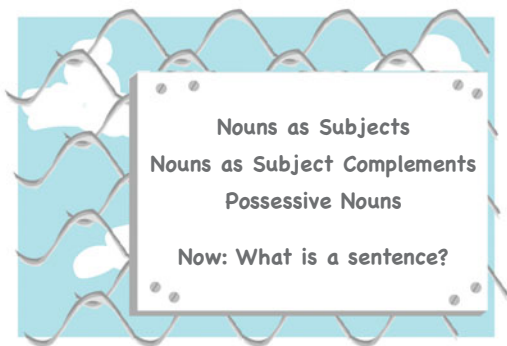 Nouns as Subjects
Nouns as Subject Complements
Possessive Nouns
Now: What is a sentence?